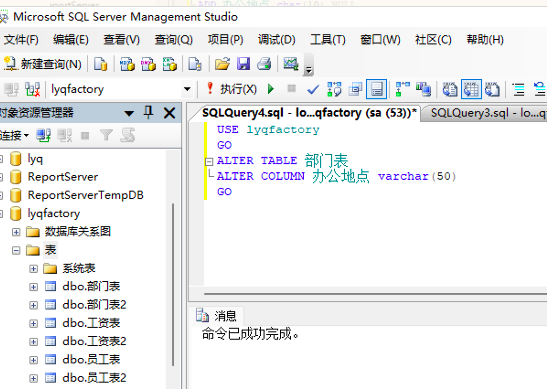 Microsoft SQL Server Management Studio
文件(F) 编辑(E) 查看(V) 查询(Q) 项目(P) 调试(D) 工具(T) 窗口(W) 社区(C) 帮助(H)
新建查询(N)
lyqfactory 执行(X)
对象资源管理器
SQLQuery4.sql - lo...qfactory (sa (53))* SQLQuery3.sql - lo...q
连接
lyq
ReportServer
ReportServerTempDB
lyqfactory
数据库关系图
表
系统表
dbo.部门表
dbo.部门表2
dbo.工资表
dbo.工资表2
dbo.员工表
dbo.员工表2
USE lyqfactory
GO
ALTER TABLE 部门表
ALTER COLUMN 办公地点 varchar(50)
GO
消息
命令已成功完成。